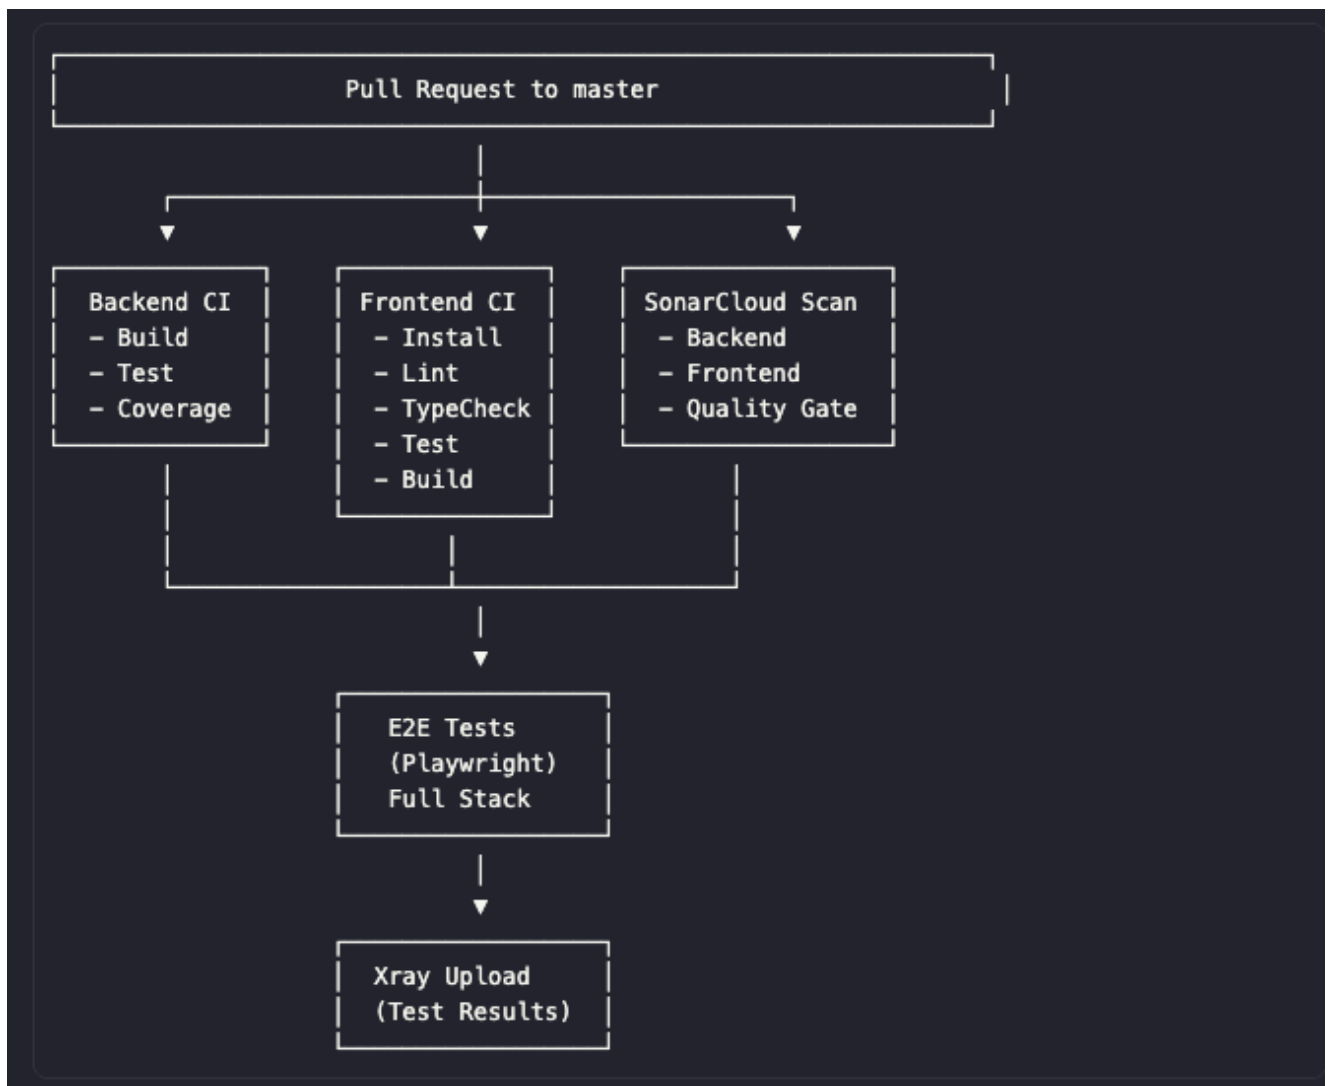 Pull Request to master
Backend CI
- Build
- Test
- Coverage
Frontend CI
- Install
- Lint
- TypeCheck
- Test
- Build
SonarCloud Scan
- Backend
- Frontend
- Quality Gate
E2E Tests
(Playwright)
Full Stack
Xray Upload
(Test Results)